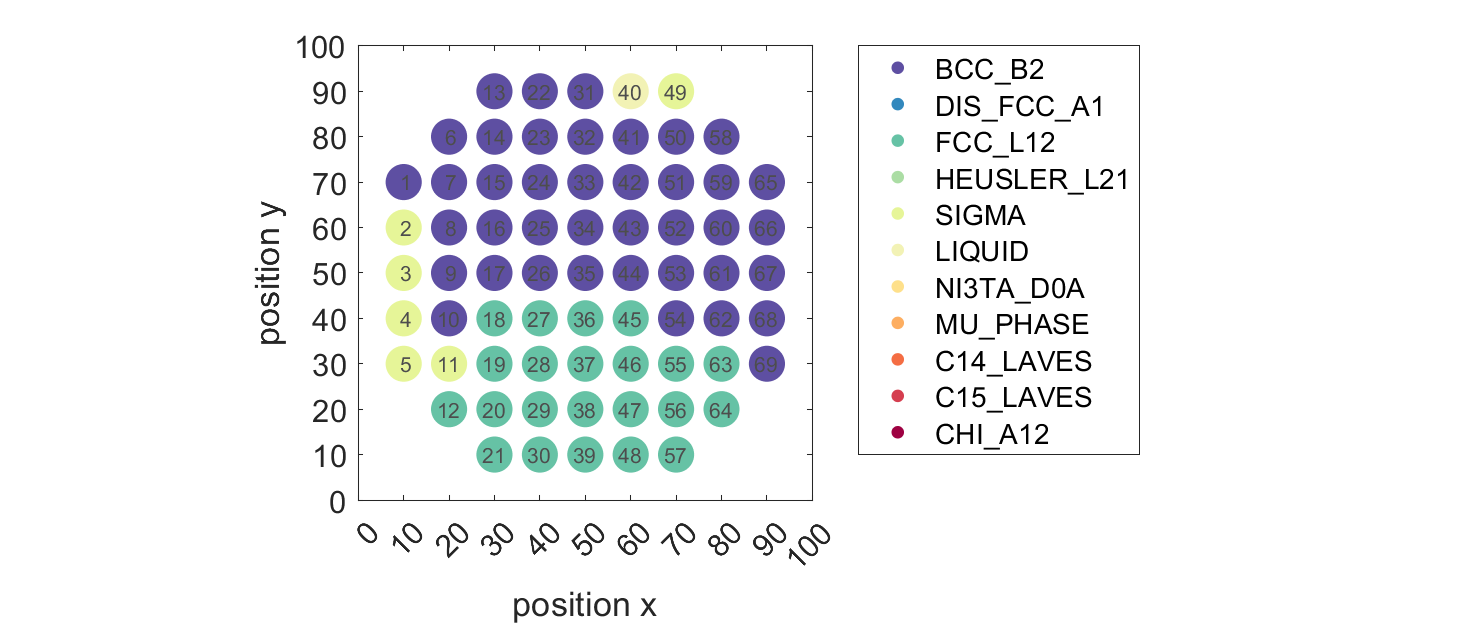 100
90
80
70
60
50
40
30
20
10
0
position y
13 22 31 40 49
6 14 23 32 41 50 58
1 7 15 24 33 42 51 59 65
2 8 16 25 34 43 52 60 66
3 9 17 26 35 44 53 61 67
4 10 18 27 36 45 54 62 68
5 11 19 28 37 46 55 63 69
12 20 29 38 47 56 64
21 30 39 48 57
0 10 20 30 40 50 60 70 80 90 100
position x
BCC_B2
DIS_FCC_A1
FCC_L12
HEUSLER_L21
SIGMA
LIQUID
NI3TA_D0A
MU_PHASE
C14_LAVES
C15_LAVES
CHI_A12